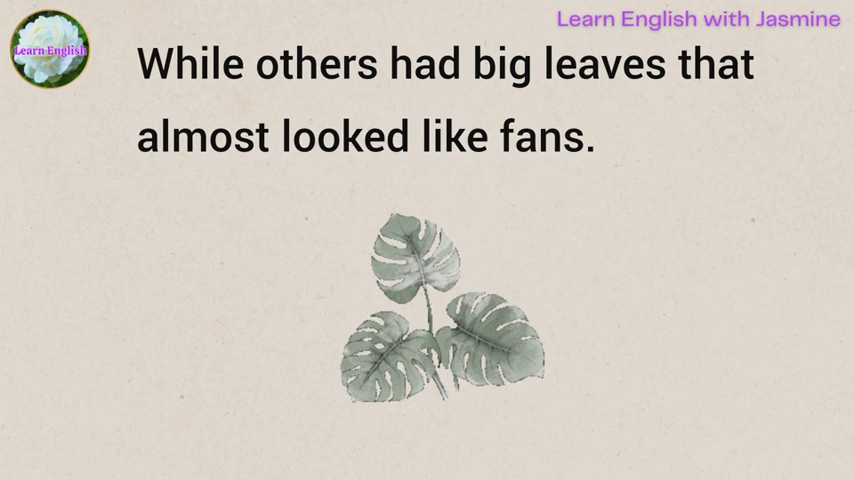 Learn English with Jasmine
Learn English
While others had big leaves that
almost looked like fans.